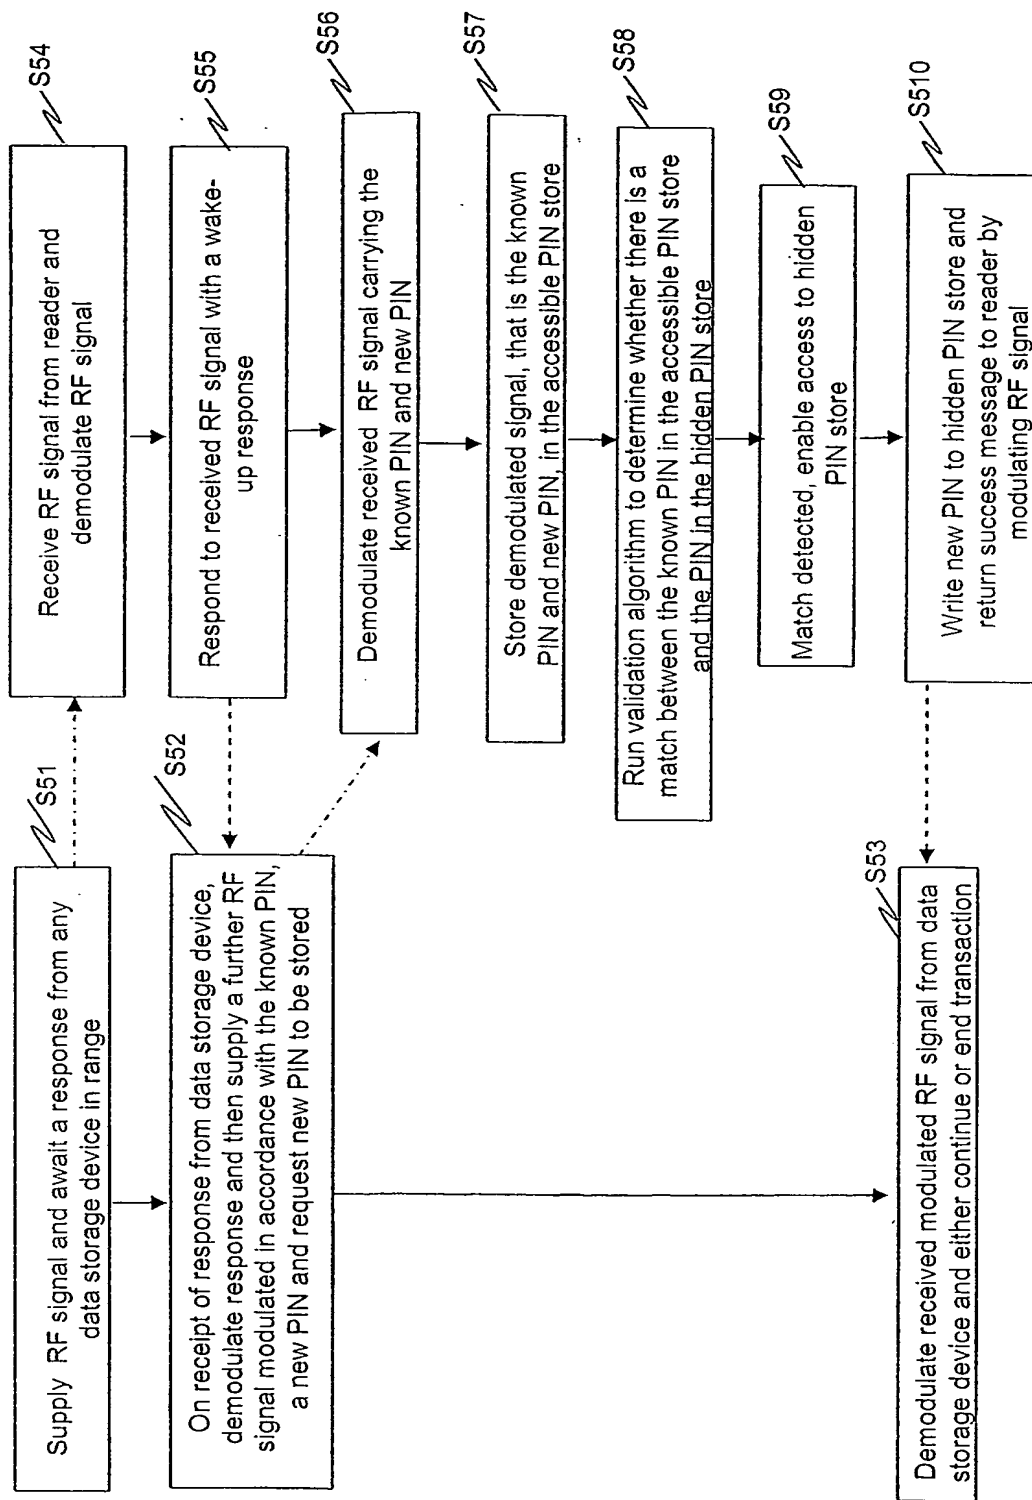 S51
Supply RF signal and await a response from any
data storage device in range
S52
On receipt of response from data storage device,
demodulate response and then supply a further RF
signal modulated in accordance with the known PIN,
a new PIN and request new PIN to be stored
S53
Demodulate received modulated RF signal from data
storage device and either continue or end transaction
S54
Receive RF signal from reader and
demodulate RF signal
S55
Respond to received RF signal with a wake-
up response
S56
Demodulate received RF signal carrying the
known PIN and new PIN
S57
Store demodulated signal, that is the known
PIN and new PIN, in the accessible PIN store
S58
Run validation algorithm to determine whether there is a
match between the known PIN in the accessible PIN store
and the PIN in the hidden PIN store
S59
Match detected, enable access to hidden
PIN store
S510
Write new PIN to hidden PIN store and
return success message to reader by
modulating RF signal